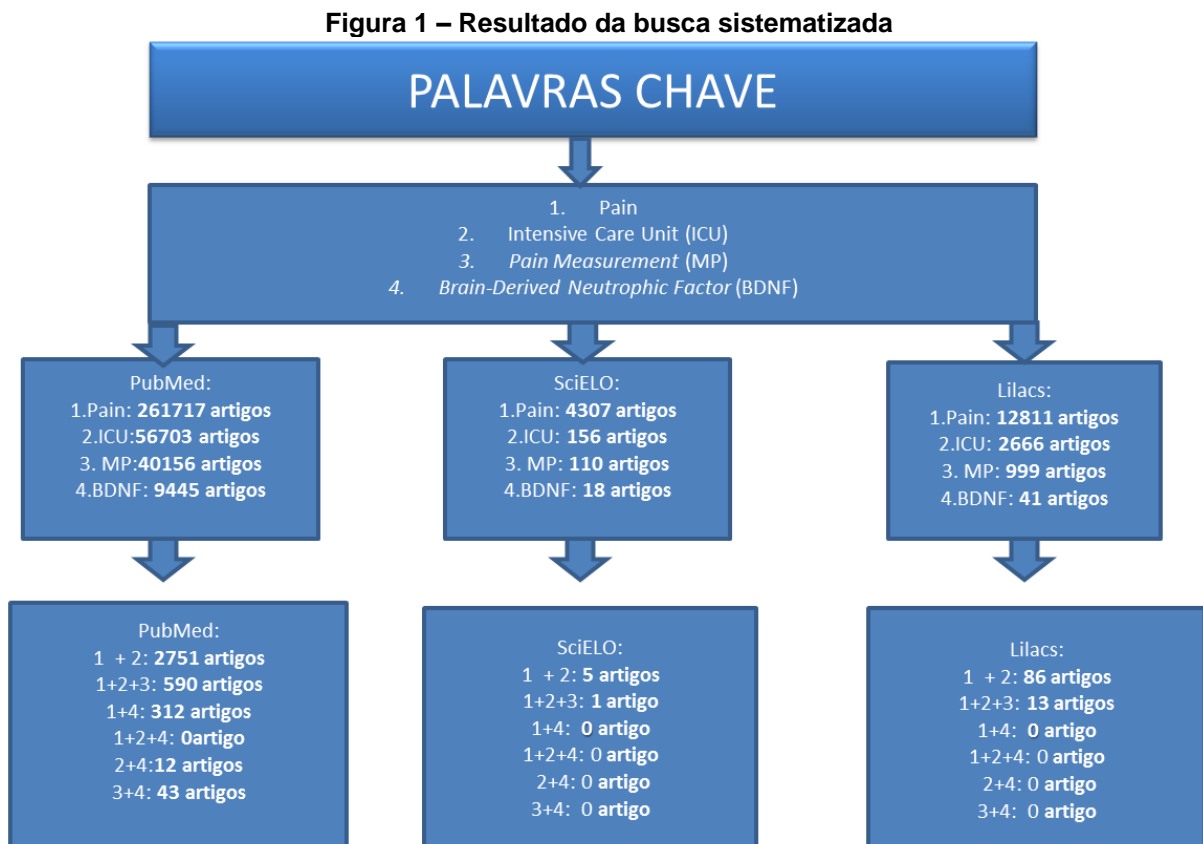 Figura 1 – Resultado da busca sistematizada
PALAVRAS CHAVE
1. Pain
2. Intensive Care Unit (ICU)
3. Pain Measurement (MP)
4. Brain-Derived Neutrophic Factor (BDNF)
PubMed:
1.Pain: 261717 artigos
2.ICU:56703 artigos
3. MP:40156 artigos
4.BDNF: 9445 artigos
SciELO:
1.Pain: 4307 artigos
2.ICU: 156 artigos
3. MP: 110 artigos
4.BDNF: 18 artigos
Lilacs:
1.Pain: 12811 artigos
2.ICU: 2666 artigos
3. MP: 999 artigos
4.BDNF: 41 artigos
PubMed:
1 + 2: 2751 artigos
1+2+3: 590 artigos
1+4: 312 artigos
1+2+4: 0artigo
2+4:12 artigos
3+4: 43 artigos
SciELO:
1 + 2: 5 artigos
1+2+3: 1 artigo
1+4: 0 artigo
1+2+4: 0 artigo
2+4: 0 artigo
3+4: 0 artigo
Lilacs:
1 + 2: 86 artigos
1+2+3: 13 artigos
1+4: 0 artigo
1+2+4: 0 artigo
2+4: 0 artigo
3+4: 0 artigo